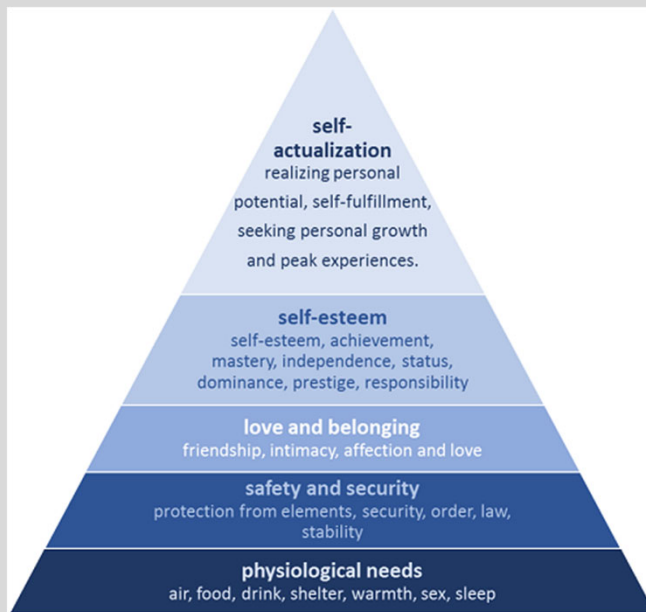 self-
actualization
realizing personal
potential, self-fulfillment,
seeking personal growth
and peak experiences.
self-esteem
self-esteem, achievement,
mastery, independence, status,
dominance, prestige, responsibility
love and belonging
friendship, intimacy, affection and love
safety and security
protection from elements, security, order, law,
stability
physiological needs
air, food, drink, shelter, warmth, sex, sleep